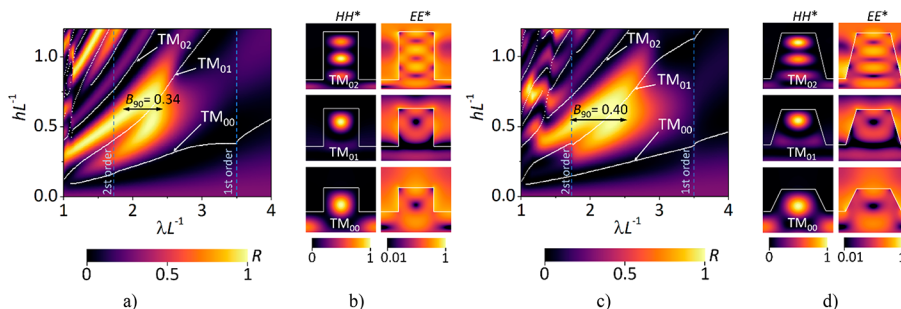 HH* EE*
HH* EE*
hL⁻¹
1.0
0.5
0.0
TM₀₂
TM₀₁
B₉₀= 0.34
TM₀₀
2nd order
1st order
1 2 3 4
λL⁻¹
R
0 0.5 1
a)
TM₀₂
TM₀₁
TM₀₀
0 1 0.01 1
b)
hL⁻¹
1.0
0.5
0.0
TM₀₂
TM₀₁
B₉₀= 0.40
TM₀₀
2nd order
1st order
1 2 3 4
λL⁻¹
R
0 0.5 1
c)
TM₀₂
TM₀₁
TM₀₀
0 1 0.01 1
d)